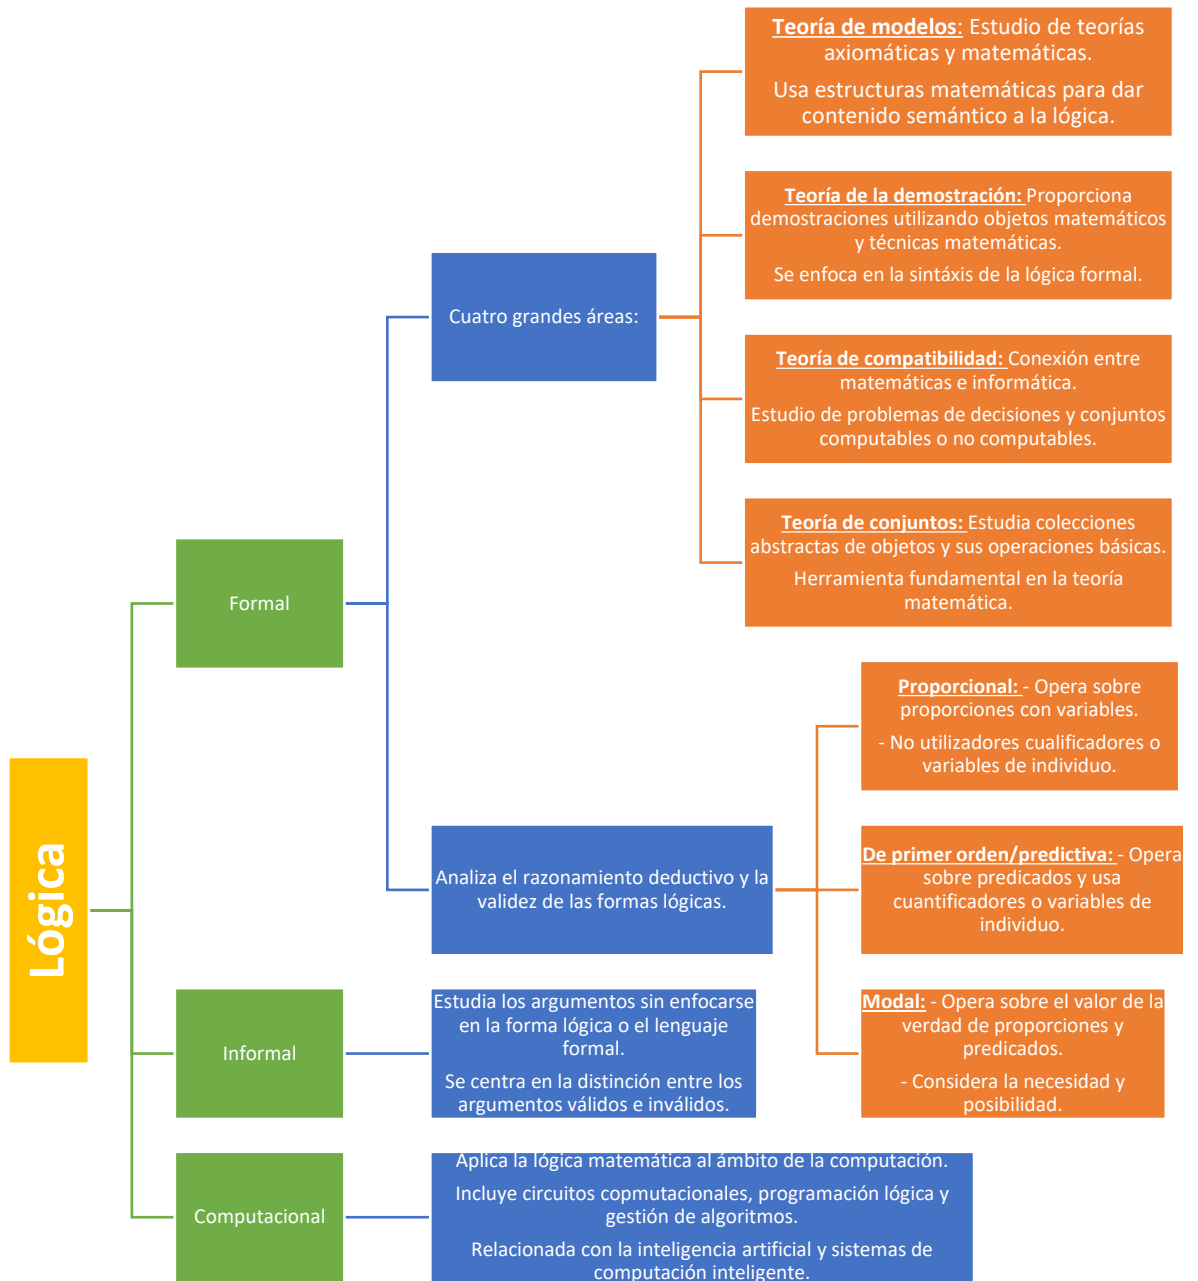 Lógica
Formal
Cuatro grandes áreas:
Teoría de modelos: Estudio de teorías
axiomáticas y matemáticas.
Usa estructuras matemáticas para dar
contenido semántico a la lógica.
Teoría de la demostración: Proporciona
demostraciones utilizando objetos matemáticos
y técnicas matemáticas.
Se enfoca en la sintáxis de la lógica formal.
Teoría de compatibilidad: Conexión entre
matemáticas e informática.
Estudio de problemas de decisiones y conjuntos
computables o no computables.
Teoría de conjuntos: Estudia colecciones
abstractas de objetos y sus operaciones básicas.
Herramienta fundamental en la teoría
matemática.
Analiza el razonamiento deductivo y la
validez de las formas lógicas.
Proporcional: - Opera sobre
proporciones con variables.
- No utilizadores cualificadores o
variables de individuo.
De primer orden/predictiva: - Opera
sobre predicados y usa
cuantificadores o variables de
individuo.
Modal: - Opera sobre el valor de la
verdad de proporciones y
predicados.
- Considera la necesidad y
posibilidad.
Informal
Estudia los argumentos sin enfocarse
en la forma lógica o el lenguaje
formal.
Se centra en la distinción entre los
argumentos válidos e inválidos.
Computacional
Aplica la lógica matemática al ámbito de la computación.
Incluye circuitos copmutacionales, programación lógica y
gestión de algoritmos.
Relacionada con la inteligencia artificial y sistemas de
computación inteligente.